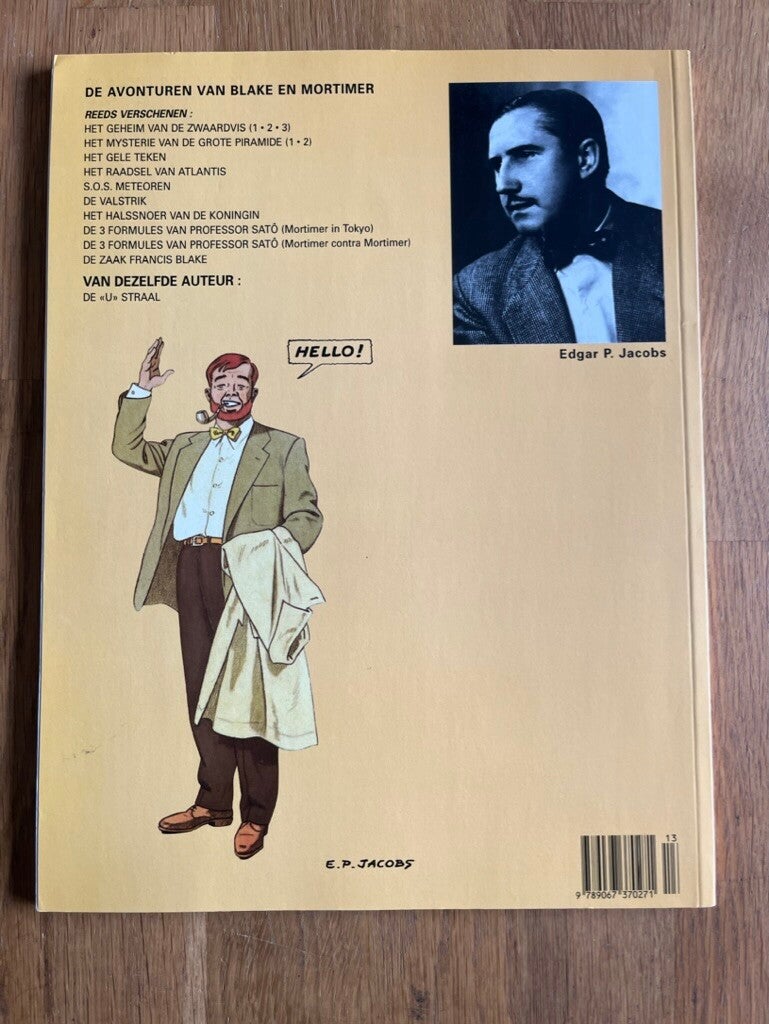 DE AVONTUREN VAN BLAKE EN MORTIMER
REEDS VERSCHENEN :
HET GEHEIM VAN DE ZWAARDVIS (1 • 2 • 3)
HET MYSTERIE VAN DE GROTE PIRAMIDE (1 • 2)
HET GELE TEKEN
HET RAADSEL VAN ATLANTIS
S.O.S. METEOREN
DE VALSTRIK
HET HALSSNOER VAN DE KONINGIN
DE 3 FORMULES VAN PROFESSOR SATÔ (Mortimer in Tokyo)
DE 3 FORMULES VAN PROFESSOR SATÔ (Mortimer contra Mortimer)
DE ZAAK FRANCIS BLAKE
VAN DEZELFDE AUTEUR :
DE «U» STRAAL
Edgar P. Jacobs
HELLO!
E.P. JACOBS
13
9 789067 370271